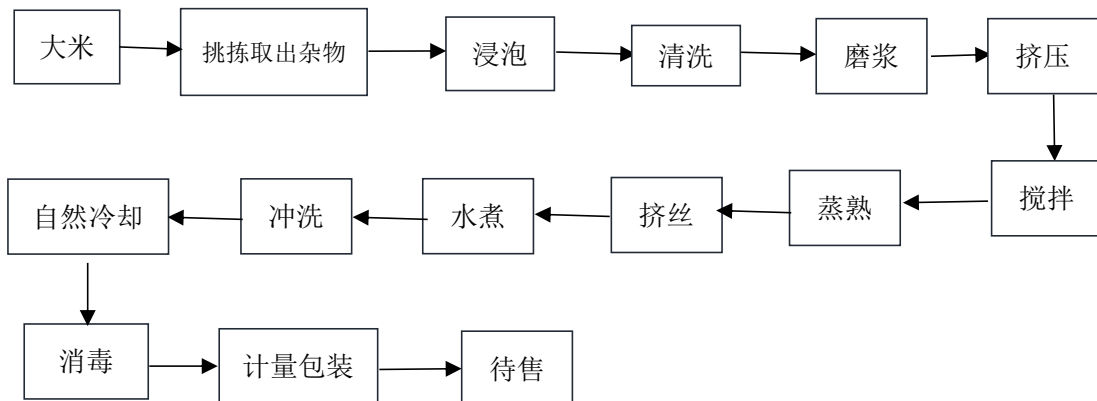 大米
挑拣取出杂物
浸泡
清洗
磨浆
挤压
搅拌
蒸熟
挤丝
水煮
冲洗
自然冷却
消毒
计量包装
待售